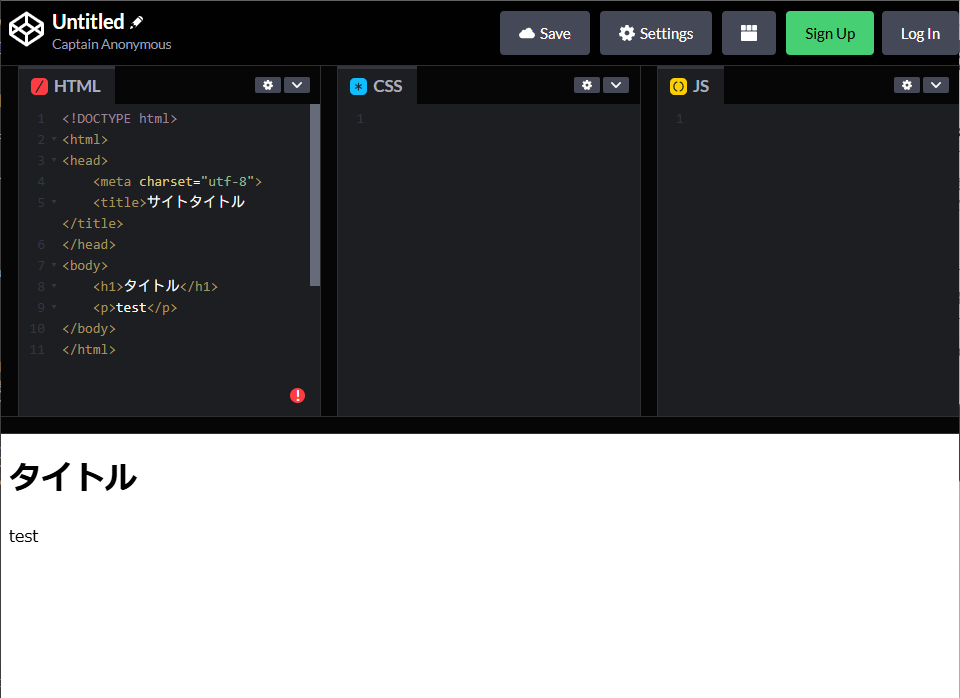 Untitled
Captain Anonymous
Save
Settings
Sign Up
Log In
HTML
CSS
JS
1 <!DOCTYPE html>
2 <html>
3 <head>
4     <meta charset="utf-8">
5     <title>サイトタイトル
</title>
6 </head>
7 <body>
8     <h1>タイトル</h1>
9     <p>test</p>
10 </body>
11 </html>
1
1
タイトル
test